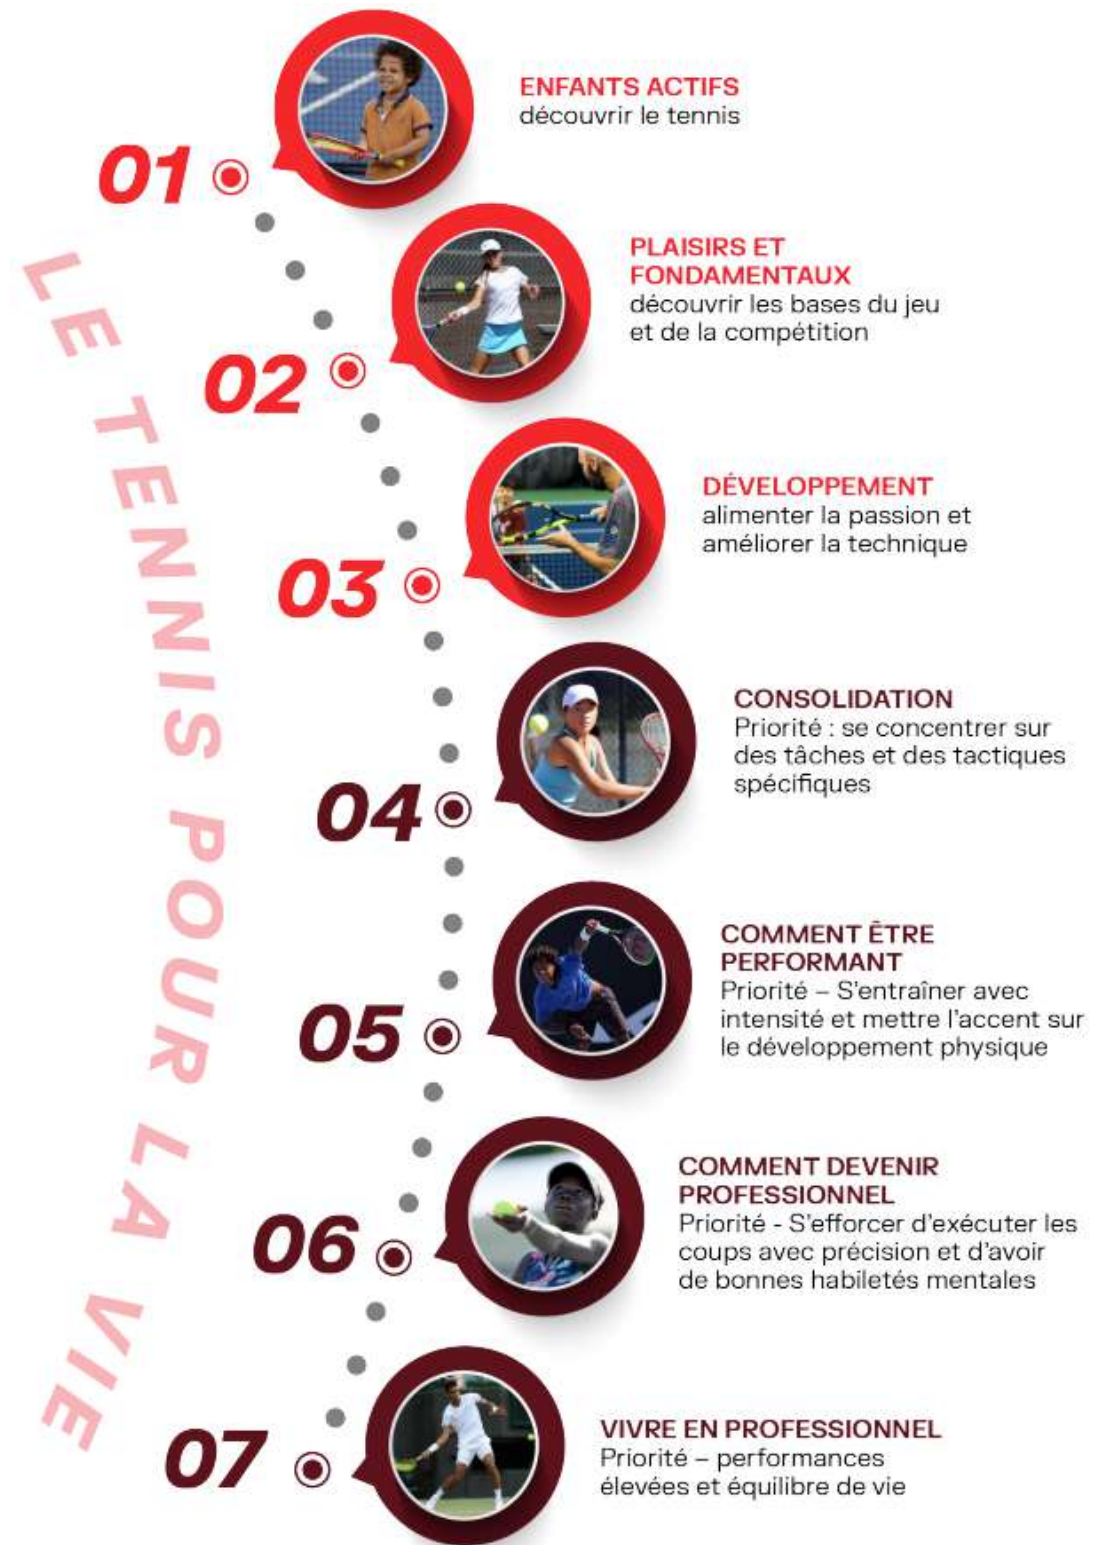 01
ENFANTS ACTIFS
découvrir le tennis
02
PLAISIRS ET
FONDAMENTAUX
découvrir les bases du jeu
et de la compétition
03
DÉVELOPPEMENT
alimenter la passion et
améliorer la technique
04
CONSOLIDATION
Priorité : se concentrer sur
des tâches et des tactiques
spécifiques
05
COMMENT ÊTRE
PERFORMANT
Priorité – S'entraîner avec
intensité et mettre l'accent sur
le développement physique
06
COMMENT DEVENIR
PROFESSIONNEL
Priorité - S'efforcer d'exécuter les
coups avec précision et d'avoir
de bonnes habiletés mentales
07
VIVRE EN PROFESSIONNEL
Priorité – performances
élevées et équilibre de vie
LE TENNIS POUR LA VIE